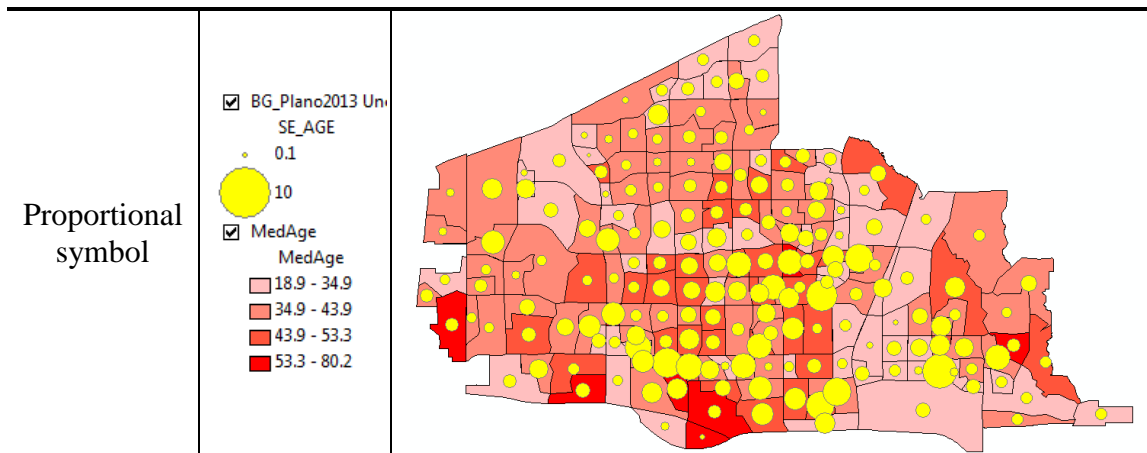 Proportional
symbol
BG_Plano2013 Un
SE_AGE
0.1
10
MedAge
MedAge
18.9 - 34.9
34.9 - 43.9
43.9 - 53.3
53.3 - 80.2